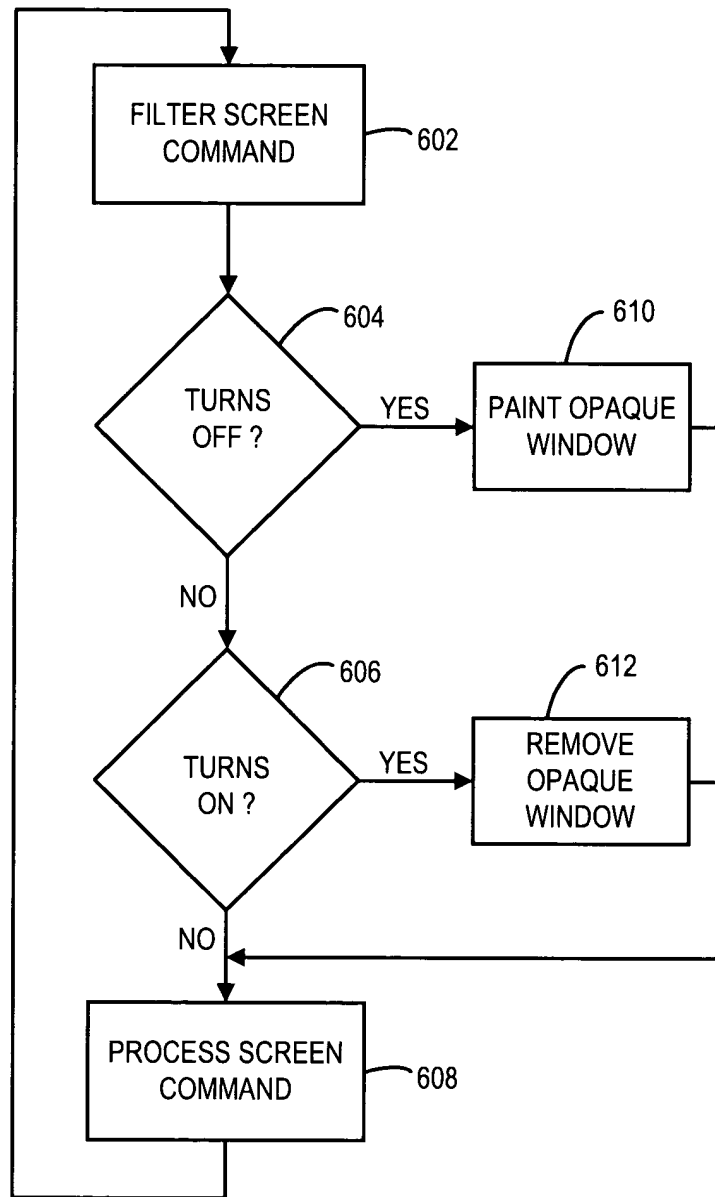 FILTER SCREEN
COMMAND
602
604
TURNS
OFF ?
YES
610
PAINT OPAQUE
WINDOW
NO
606
TURNS
ON ?
YES
612
REMOVE
OPAQUE
WINDOW
NO
PROCESS SCREEN
COMMAND
608